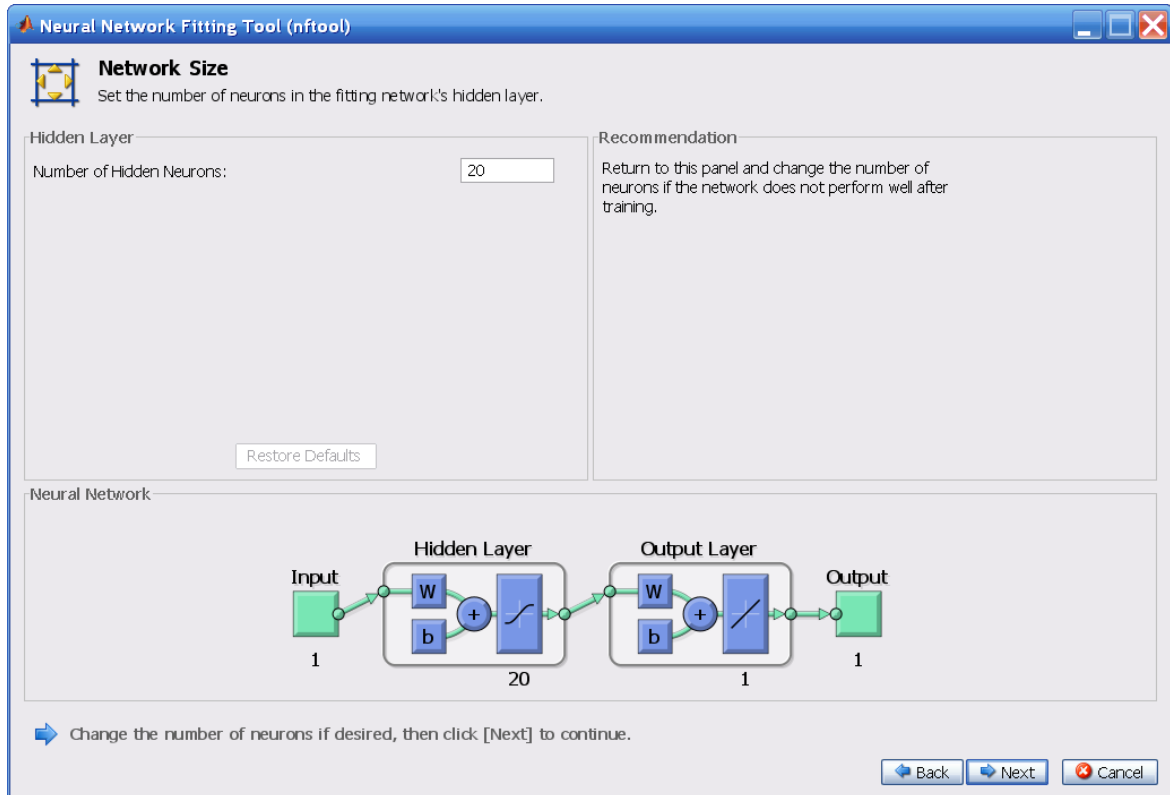 Neural Network Fitting Tool (nftool)
Network Size
Set the number of neurons in the fitting network's hidden layer.
Hidden Layer
Number of Hidden Neurons:
20
Restore Defaults
Recommendation
Return to this panel and change the number of
neurons if the network does not perform well after
training.
Neural Network
Hidden Layer
Output Layer
Input
Output
W
b
+
W
b
+
1
20
1
1
Change the number of neurons if desired, then click [Next] to continue.
Back
Next
Cancel